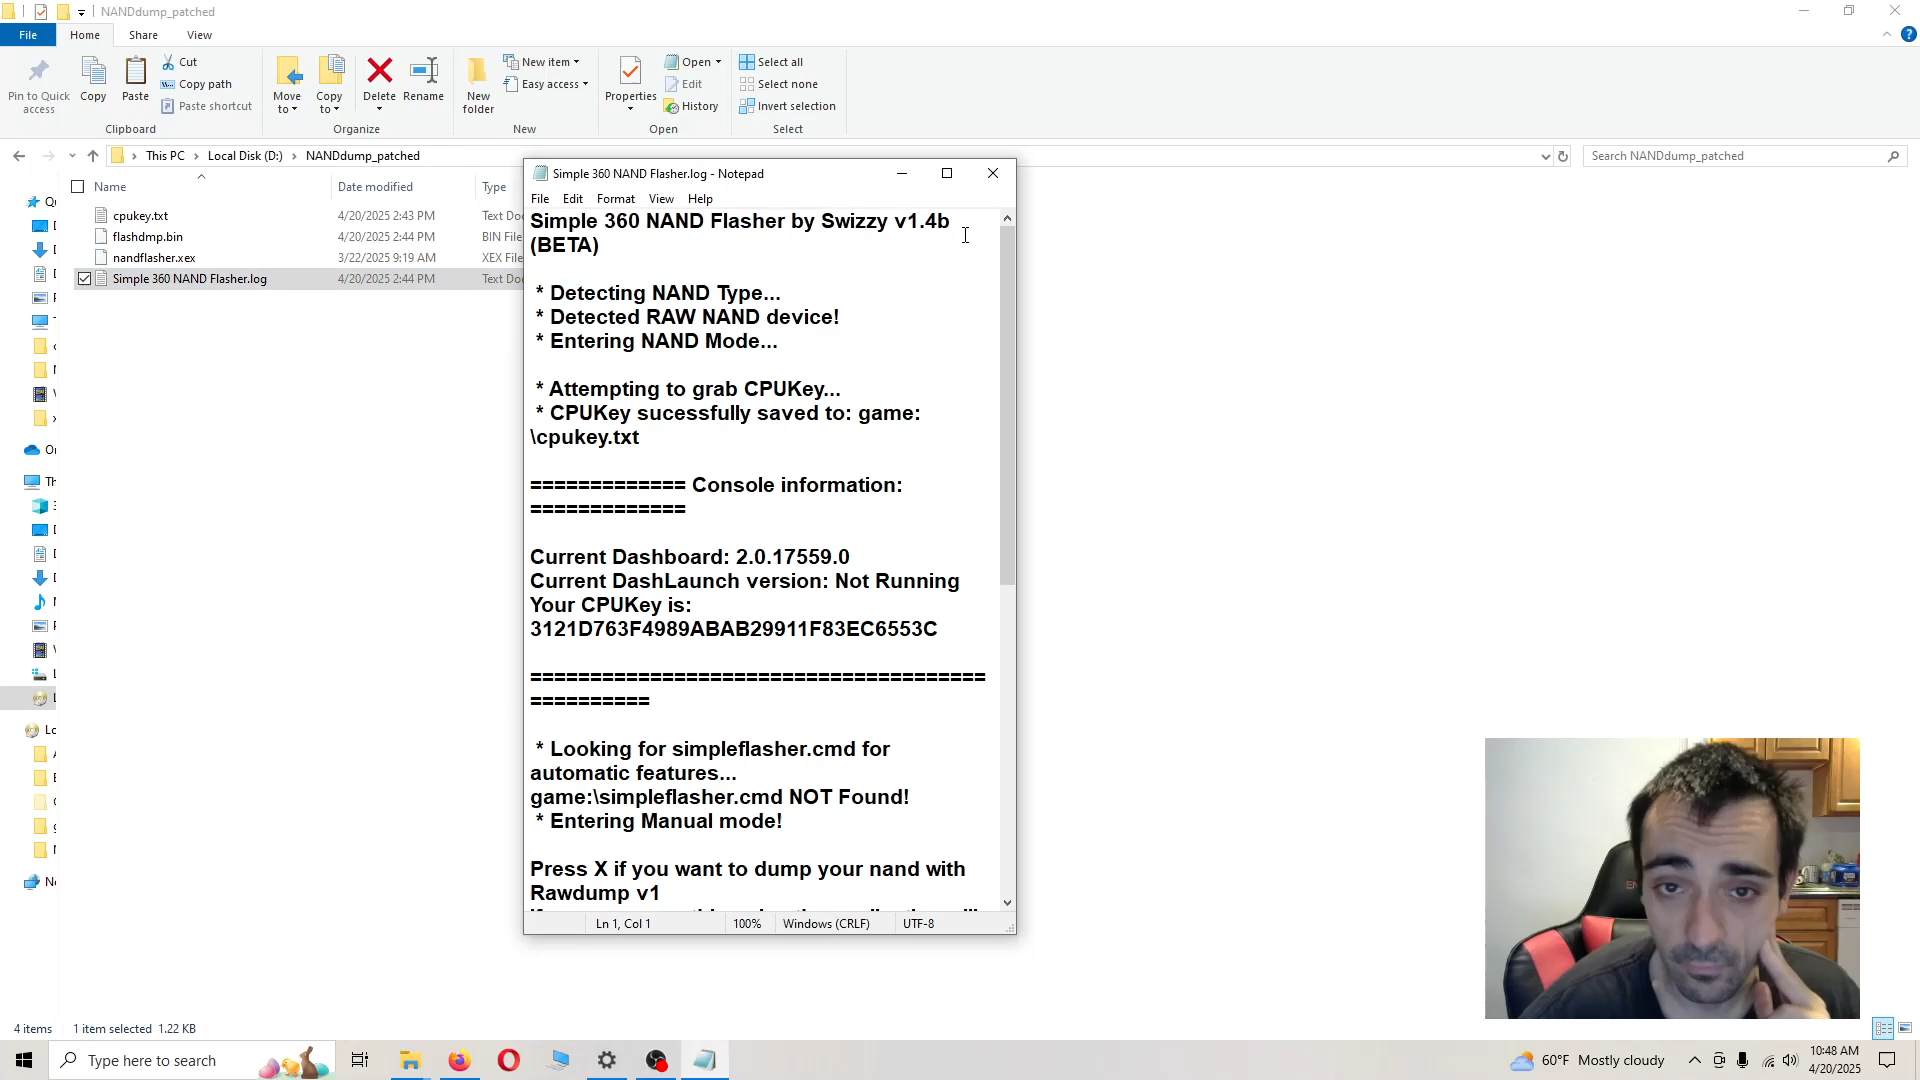 NANDdump_patched
File
Home
Share
View
Pin to Quick access
Copy
Paste
Cut
Copy path
Paste shortcut
Clipboard
Move to
Copy to
Delete
Rename
Organize
New folder
New item
Easy access
New
Properties
Open
Edit
History
Open
Select all
Select none
Invert selection
Select
This PC
Local Disk (D:)
NANDdump_patched
Search NANDdump_patched
Name
Date modified
Type
cpukey.txt
4/20/2025 2:43 PM
Text Do
flashdmp.bin
4/20/2025 2:44 PM
BIN File
nandflasher.xex
3/22/2025 9:19 AM
XEX File
Simple 360 NAND Flasher.log
4/20/2025 2:44 PM
Text Do
Simple 360 NAND Flasher.log - Notepad
File Edit Format View Help
Simple 360 NAND Flasher by Swizzy v1.4b
(BETA)
* Detecting NAND Type...
* Detected RAW NAND device!
* Entering NAND Mode...
* Attempting to grab CPUKey...
* CPUKey sucessfully saved to: game:
\cpukey.txt
============= Console information:
=============
Current Dashboard: 2.0.17559.0
Current DashLaunch version: Not Running
Your CPUKey is:
3121D763F4989ABAB29911F83EC6553C
======================================
==========
* Looking for simpleflasher.cmd for
automatic features...
game:\simpleflasher.cmd NOT Found!
* Entering Manual mode!
Press X if you want to dump your nand with
Rawdump v1
Ln 1, Col 1
100%
Windows (CRLF)
UTF-8
4 items
1 item selected 1.22 KB
Type here to search
60°F Mostly cloudy
10:48 AM
4/20/2025